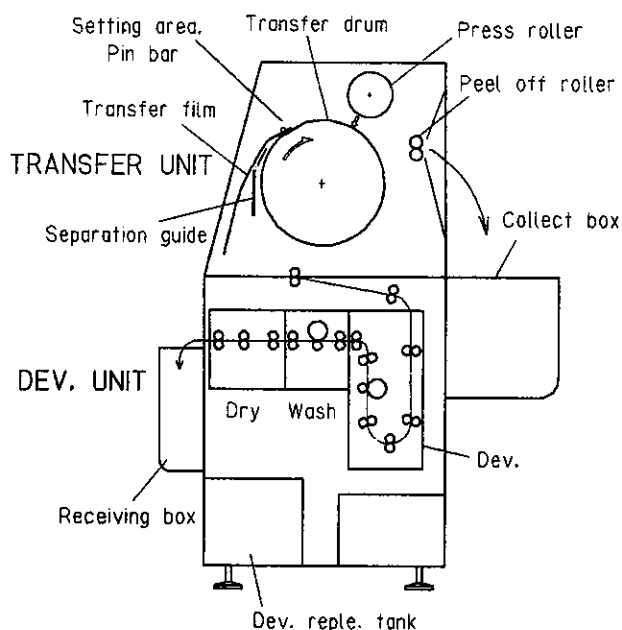 Setting area,
Pin bar
Transfer drum
Press roller
Peel off roller
Transfer film
TRANSFER UNIT
Separation guide
Collect box
DEV. UNIT
Dry
Wash
Dev.
Receiving box
Dev. reple. tank